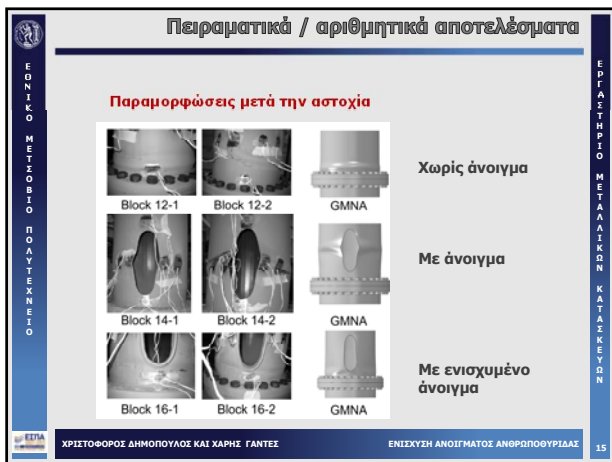 Πειραματικά / αριθμητικά αποτελέσματα
ΕΘΝΙΚΟ ΜΕΤΣΟΒΙΟ ΠΟΛΥΤΕΧΝΕΙΟ
ΕΡΓΑΣΤΗΡΙΟ ΜΕΤΑΛΛΙΚΩΝ ΚΑΤΑΣΚΕΥΩΝ
Παραμορφώσεις μετά την αστοχία
Χωρίς άνοιγμα
Block 12-1 Block 12-2 GMNA
Με άνοιγμα
Block 14-1 Block 14-2 GMNA
Με ενισχυμένο
άνοιγμα
Block 16-1 Block 16-2 GMNA
ΕΣΠΑ
ΧΡΙΣΤΟΦΟΡΟΣ ΔΗΜΟΠΟΥΛΟΣ ΚΑΙ ΧΑΡΗΣ ΓΑΝΤΕΣ ΕΝΙΣΧΥΣΗ ΑΝΟΙΓΜΑΤΟΣ ΑΝΘΡΩΠΟΘΥΡΙΔΑΣ 15